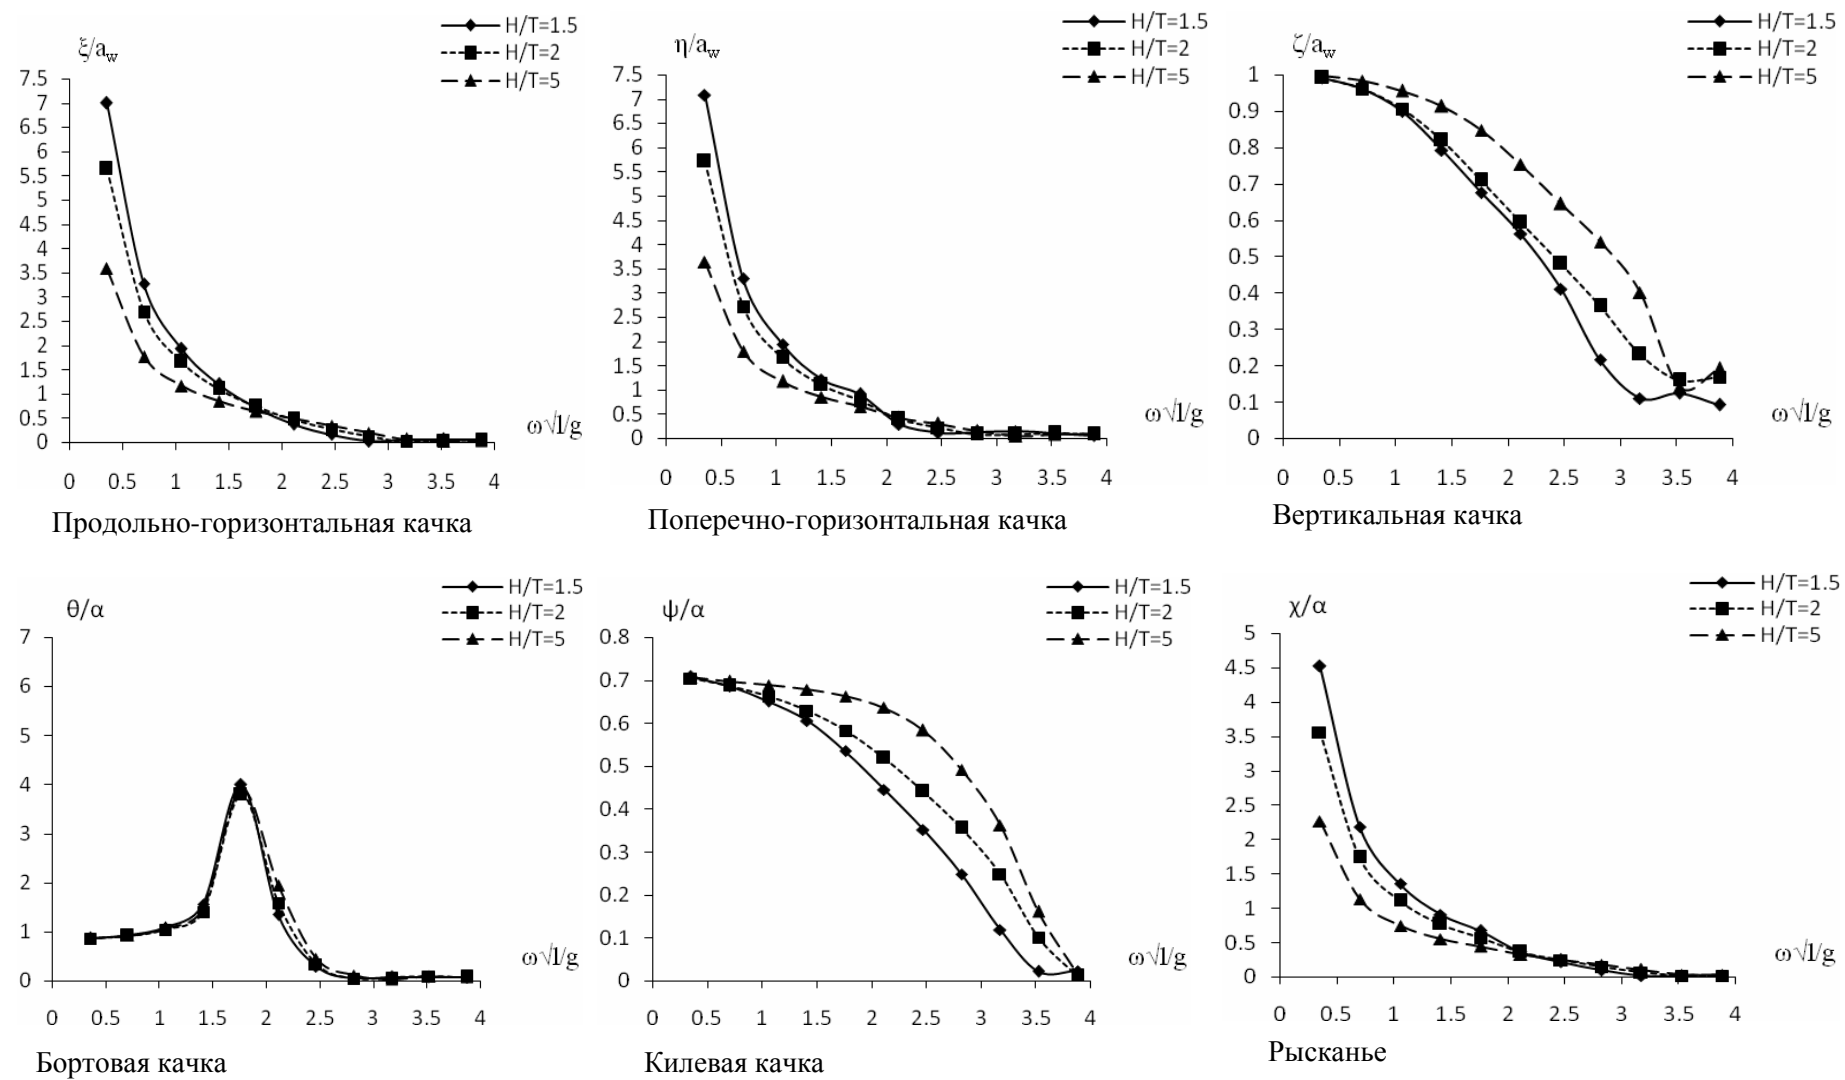 ξ/aw
H/T=1.5
H/T=2
H/T=5
7.5
7
6.5
6
5.5
5
4.5
4
3.5
3
2.5
2
1.5
1
0.5
0
0 0.5 1 1.5 2 2.5 3 3.5 4
ω√l/g
Продольно-горизонтальная качка
η/aw
H/T=1.5
H/T=2
H/T=5
7.5
7
6.5
6
5.5
5
4.5
4
3.5
3
2.5
2
1.5
1
0.5
0
0 0.5 1 1.5 2 2.5 3 3.5 4
ω√l/g
Поперечно-горизонтальная качка
ζ/aw
H/T=1.5
H/T=2
H/T=5
1
0.9
0.8
0.7
0.6
0.5
0.4
0.3
0.2
0.1
0
0 0.5 1 1.5 2 2.5 3 3.5 4
ω√l/g
Вертикальная качка
θ/α
H/T=1.5
H/T=2
H/T=5
7
6
5
4
3
2
1
0
0 0.5 1 1.5 2 2.5 3 3.5 4
ω√l/g
Бортовая качка
ψ/α
H/T=1.5
H/T=2
H/T=5
0.8
0.7
0.6
0.5
0.4
0.3
0.2
0.1
0
0 0.5 1 1.5 2 2.5 3 3.5 4
ω√l/g
Килевая качка
χ/α
H/T=1.5
H/T=2
H/T=5
5
4.5
4
3.5
3
2.5
2
1.5
1
0.5
0
0 0.5 1 1.5 2 2.5 3 3.5 4
ω√l/g
Рысканье